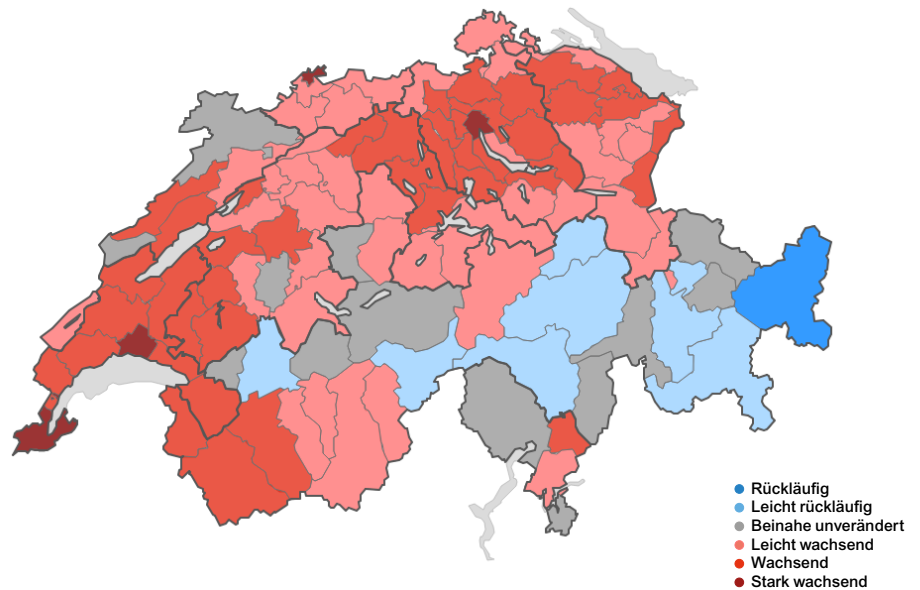 Rückläufig
Leicht rückläufig
Beinahe unverändert
Leicht wachsend
Wachsend
Stark wachsend